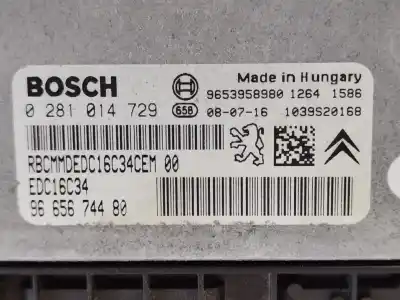 BOSCH
Made in Hungary
9653958980 1264 1586
0 281 014 729
658
08-07-16 1039S20168
RBCMMDEDC16C34CEM 00
EDC16C34
96 656 744 80